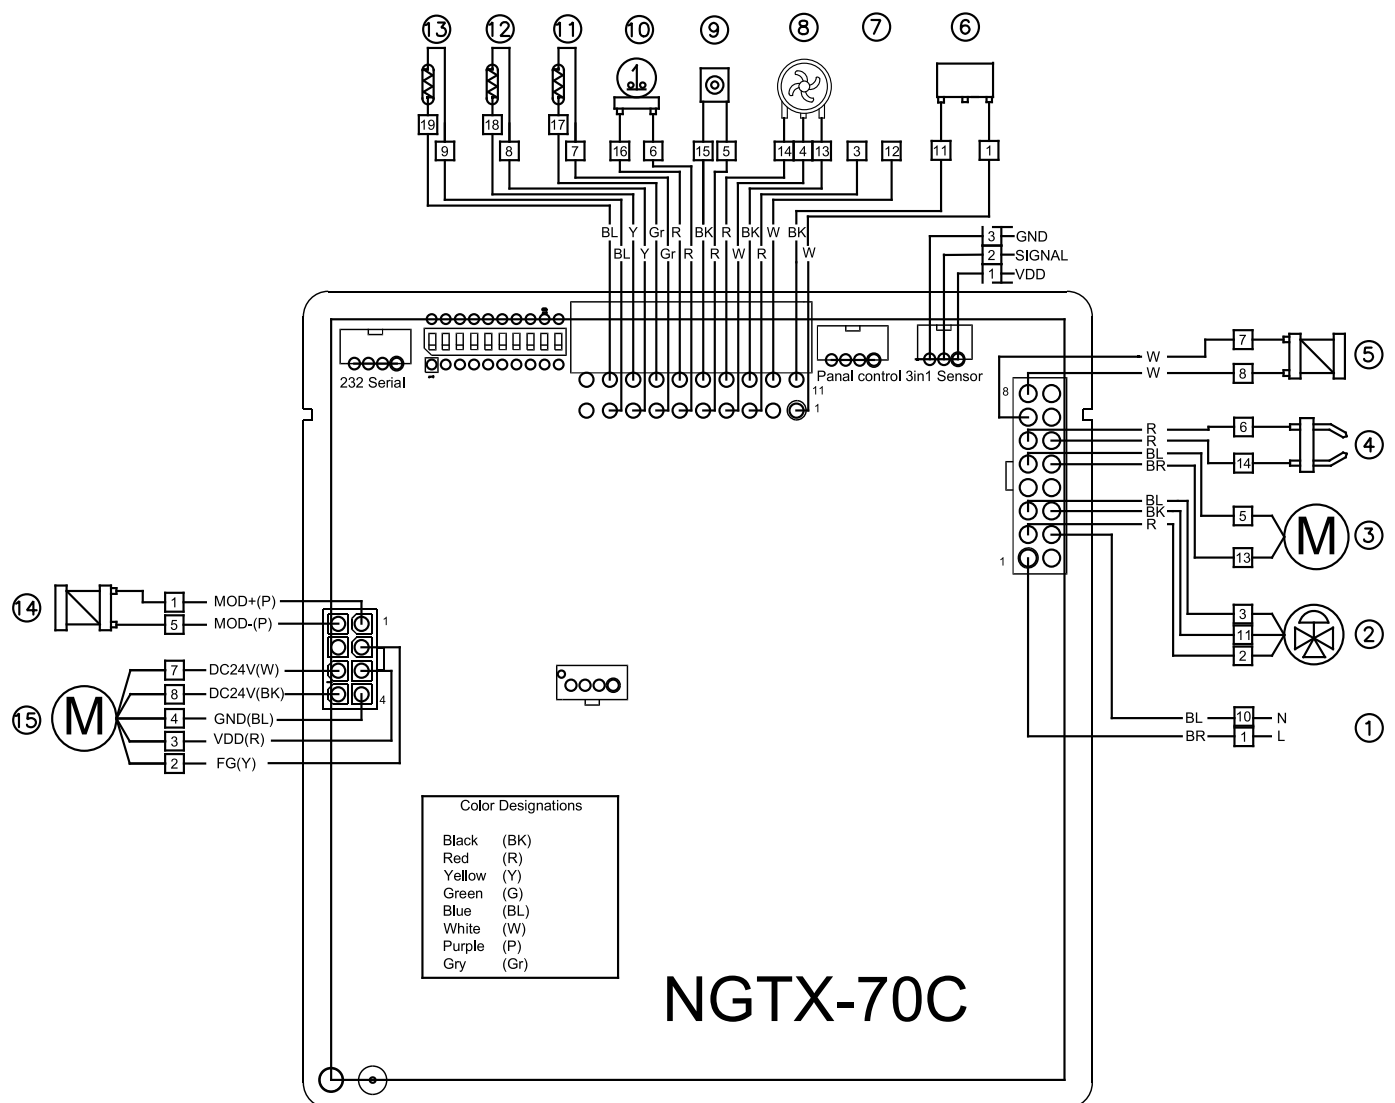 13 12 11 10 9 8 7 6
1
19 18 17
9 8 7 16 6 15 5 14 4 13 3 12 11 1
BL Y Gr R BK R BK W BK
BL Y Gr R R W R W
3 GND
2 SIGNAL
1 VDD
232 Serial
Panal control
3in1 Sensor
11
1
8
1
W 7
W 8
5
R 6
R 14
4
BL 5
BR 13
M
3
BL 3
BK 11
R 2
2
BL 10 N
BR 1 L
1
14
1 MOD+(P)
5 MOD-(P)
1
4
15
M
7 DC24V(W)
8 DC24V(BK)
4 GND(BL)
3 VDD(R)
2 FG(Y)
Color Designations
Black (BK)
Red (R)
Yellow (Y)
Green (G)
Blue (BL)
White (W)
Purple (P)
Gry (Gr)
NGTX-70C